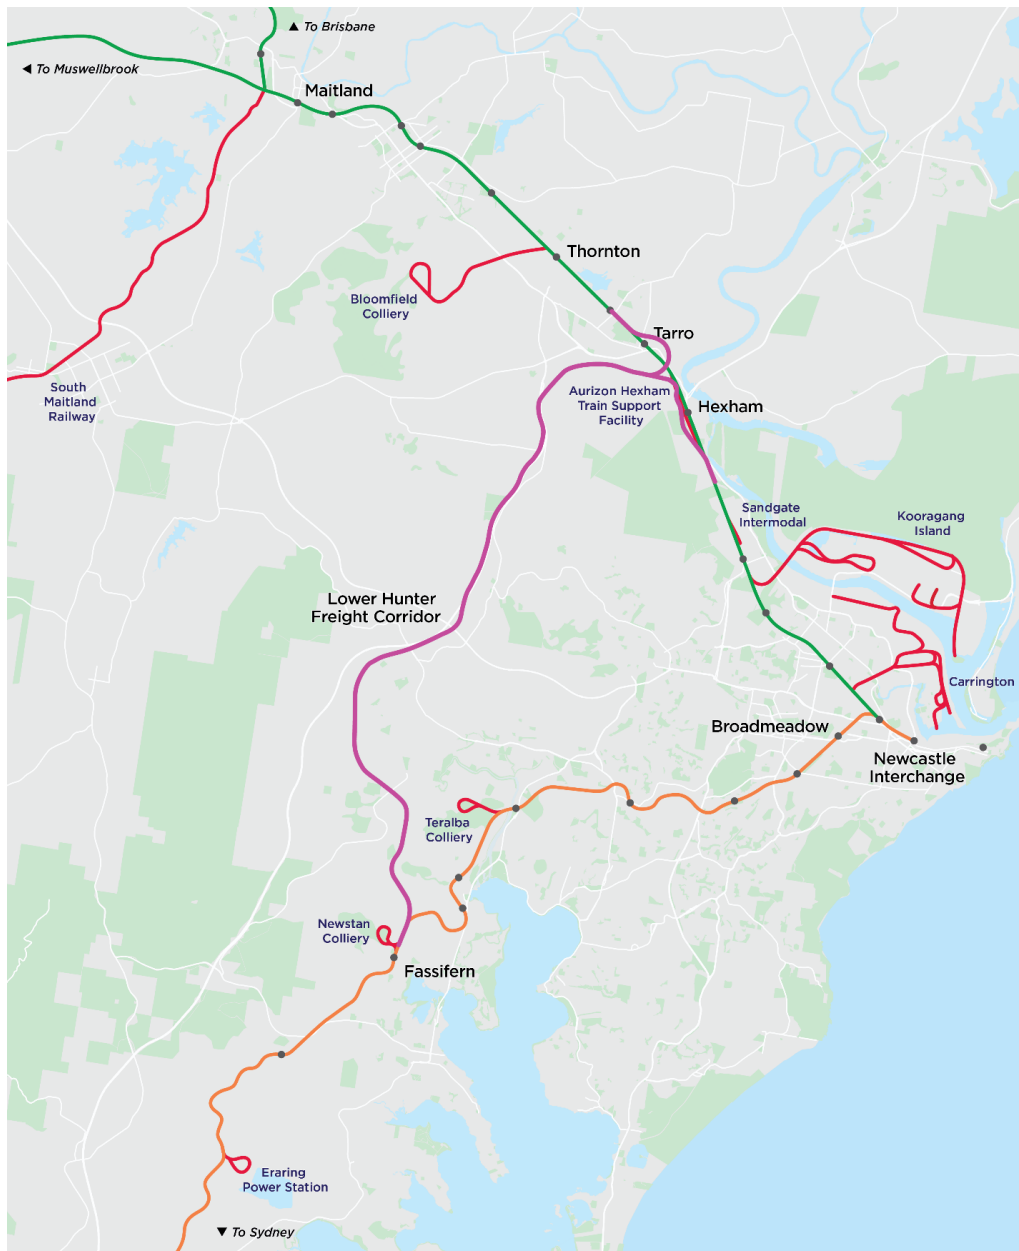 ▲ To Brisbane
◀ To Muswellbrook
Maitland
Thornton
Bloomfield
Colliery
Tarro
South
Maitland
Railway
Aurizon Hexham
Train Support
Facility
Hexham
Sandgate
Intermodal
Kooragang
Island
Lower Hunter
Freight Corridor
Carrington
Broadmeadow
Newcastle
Interchange
Teralba
Colliery
Newstan
Colliery
Fassifern
Eraring
Power Station
▼ To Sydney